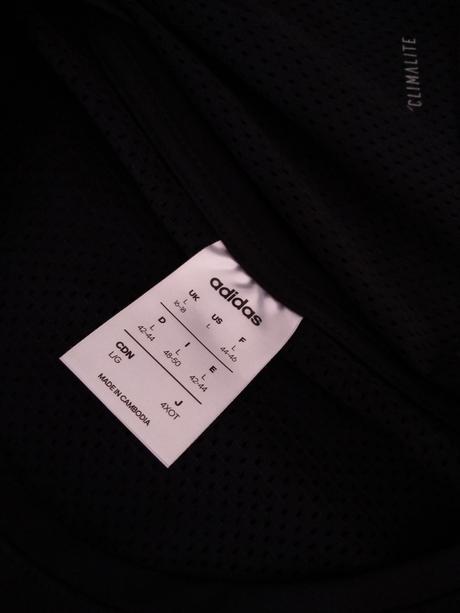 CLIMALITE
adidas
UK US F
L L L
16-18 44-46
D I E
L L L
42-44 48-50 42-44
CDN J
L/G 4XOT
MADE IN CAMBODIA